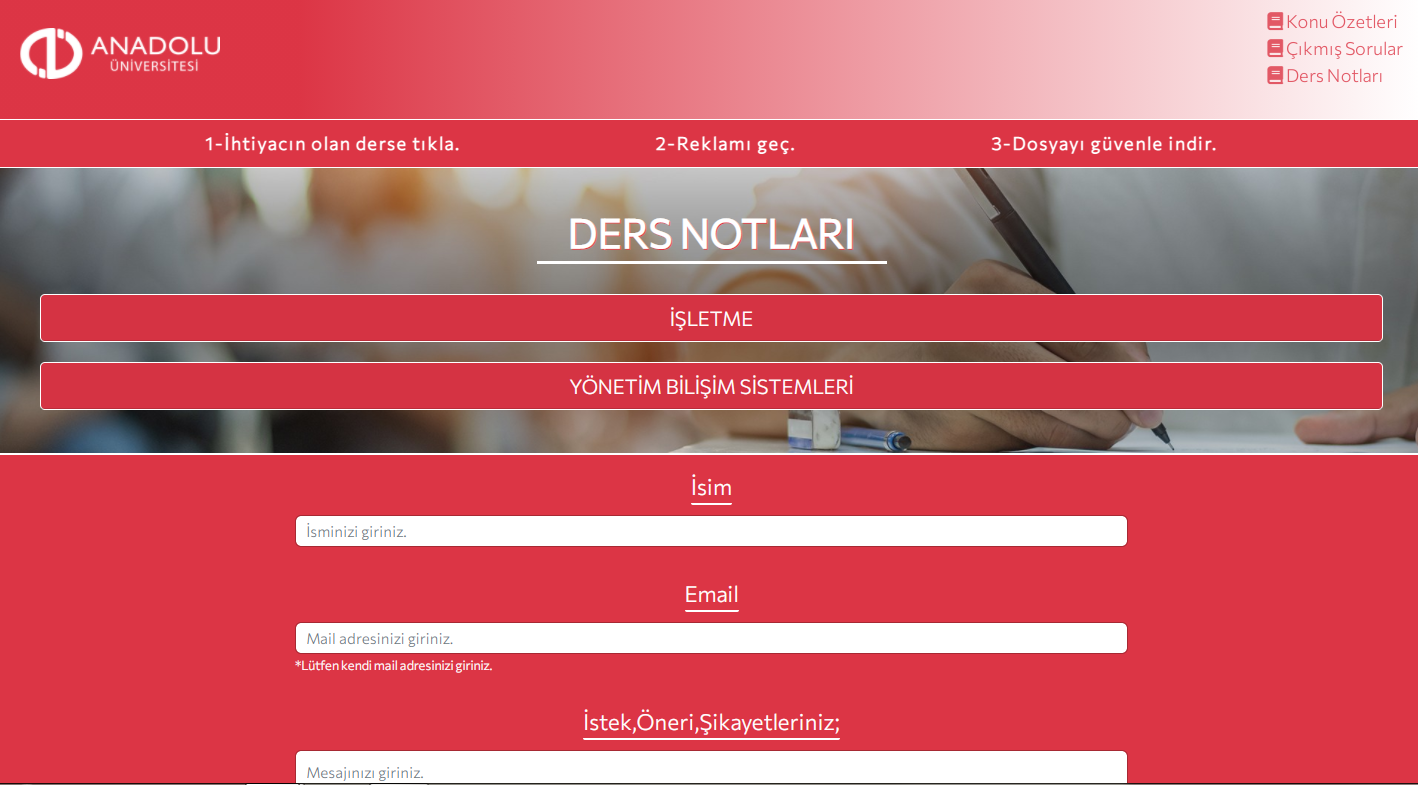 ANADOLU
ÜNİVERSİTESİ
Konu Özetleri
Çıkmış Sorular
Ders Notları
1-İhtiyacın olan derse tıkla.
2-Reklamı geç.
3-Dosyayı güvenle indir.
DERS NOTLARI
İŞLETME
YÖNETİM BİLİŞİM SİSTEMLERİ
İsim
İsminizi giriniz.
Email
Mail adresinizi giriniz.
*Lütfen kendi mail adresinizi giriniz.
İstek,Öneri,Şikayetleriniz;
Mesajınızı giriniz.